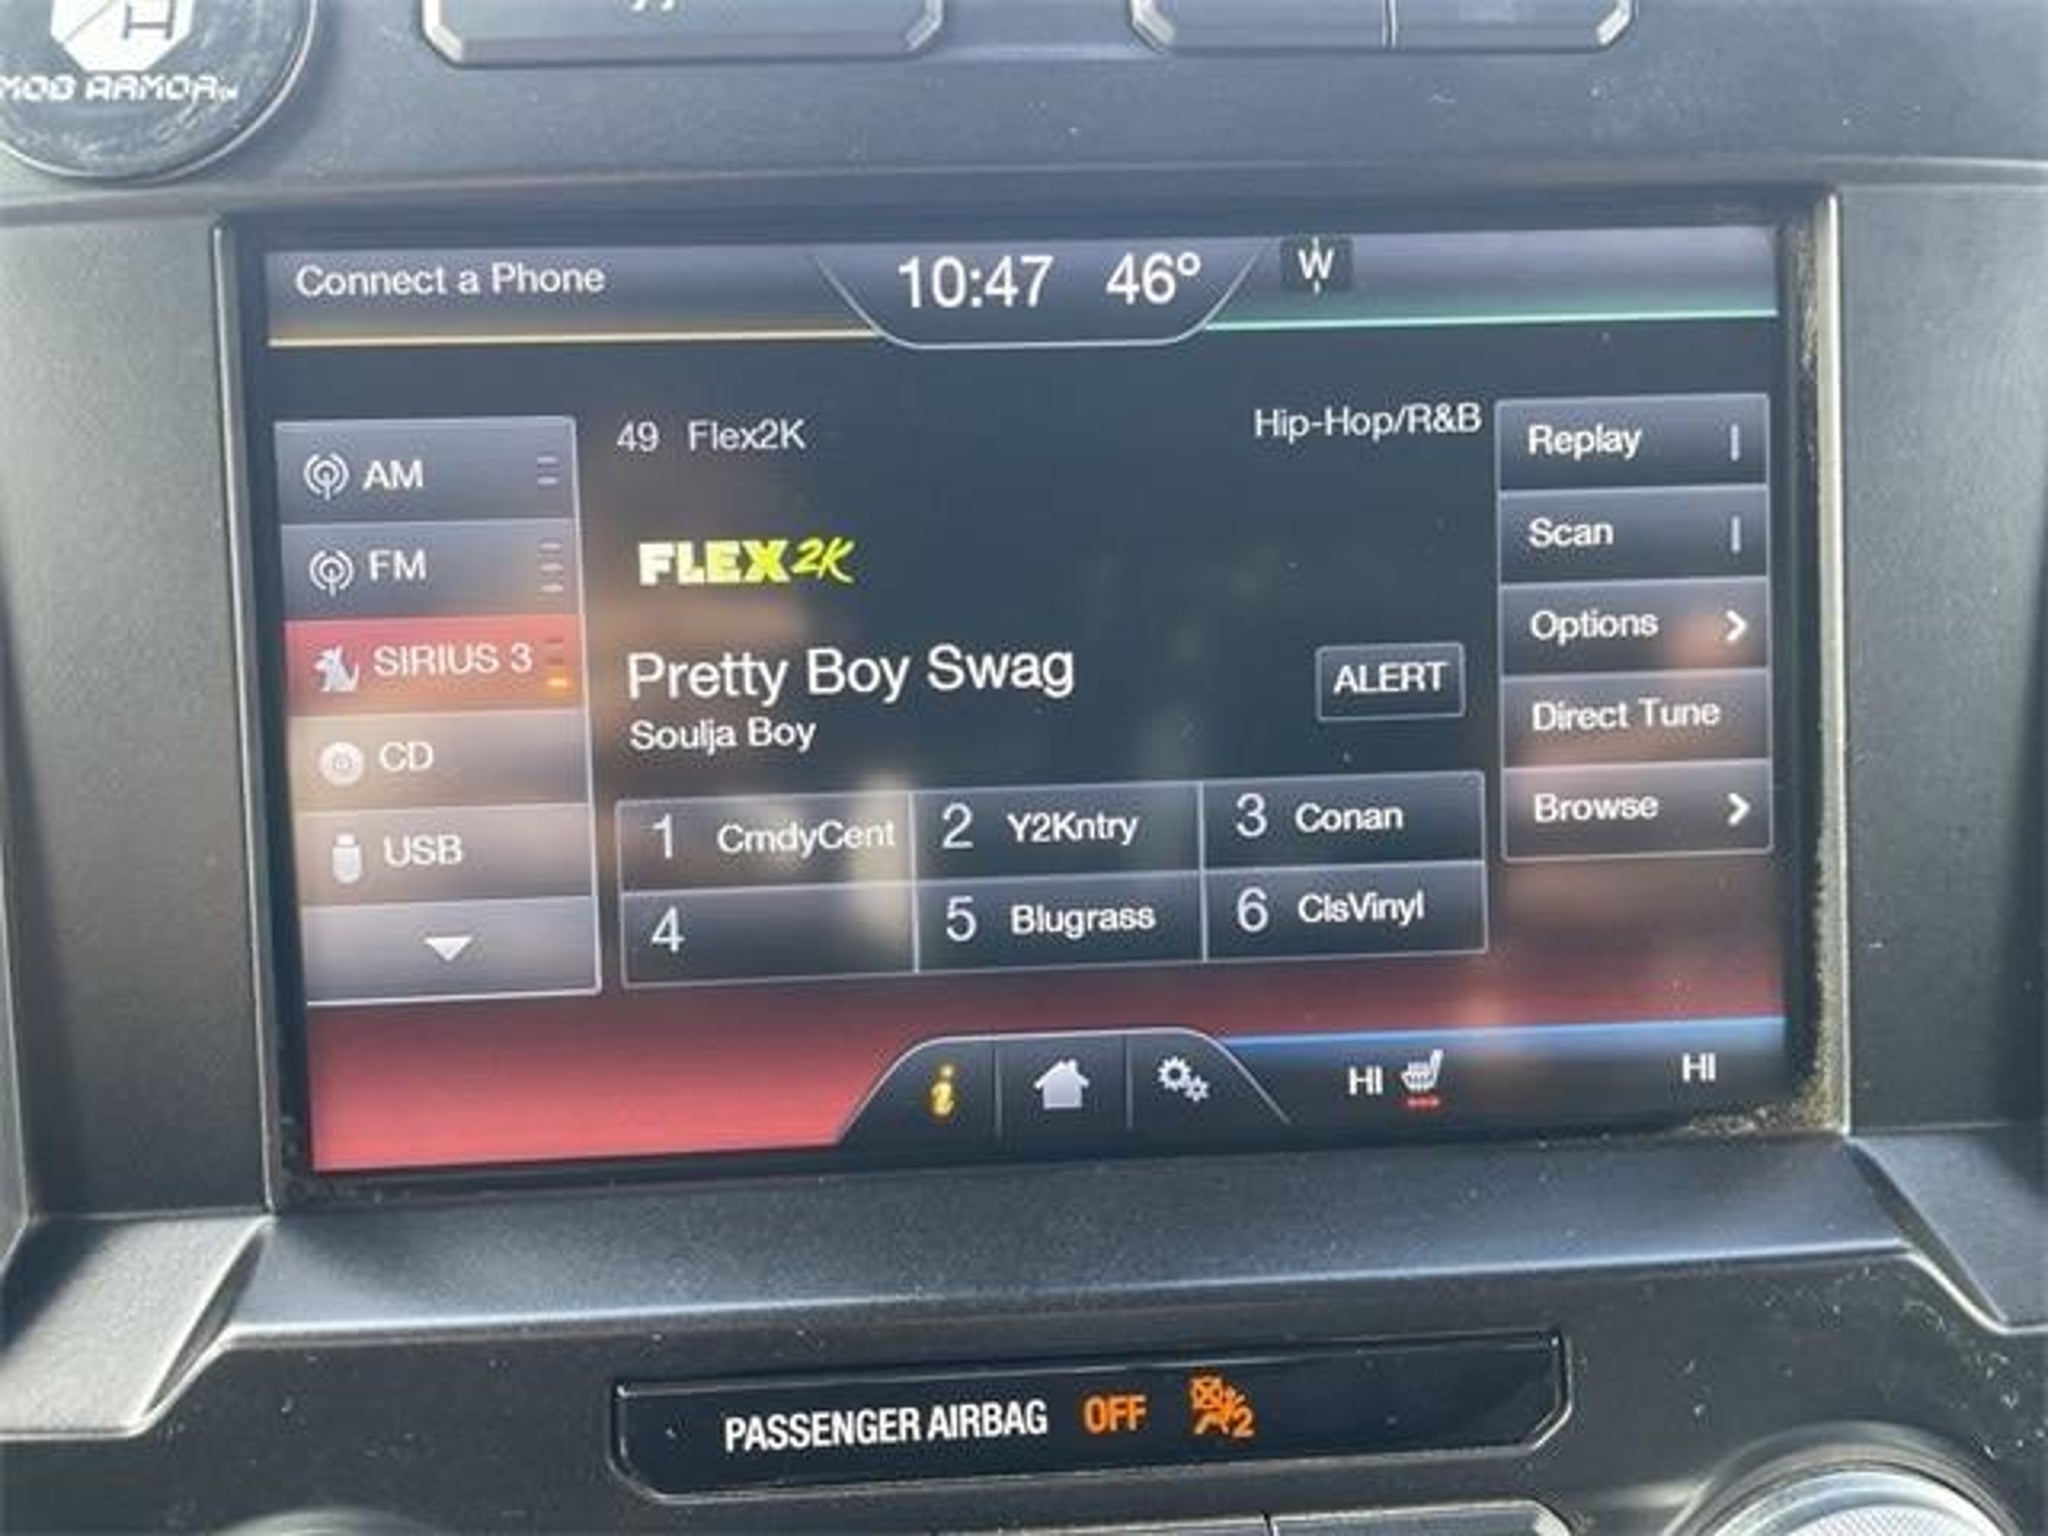 MOB ARMOR
Connect a Phone
10:47 46°
W
AM
FM
SIRIUS 3
CD
USB
49 Flex2K
Hip-Hop/R&B
FLEX2K
Pretty Boy Swag
Soulja Boy
ALERT
1 CmdyCent
2 Y2Kntry
3 Conan
4
5 Blugrass
6 ClsVinyl
Replay
Scan
Options
Direct Tune
Browse
i
HI
HI
PASSENGER AIRBAG OFF 2